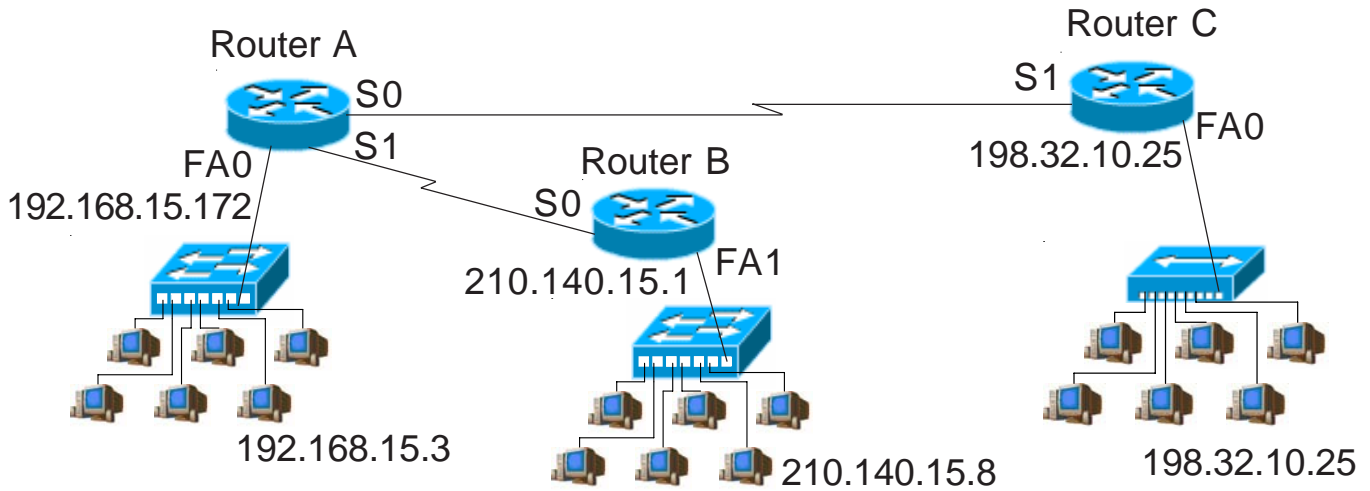 Router A
Router C
S0
S1
S1
FA0
FA0
Router B
198.32.10.25
192.168.15.172
S0
FA1
210.140.15.1
192.168.15.3
210.140.15.8
198.32.10.25